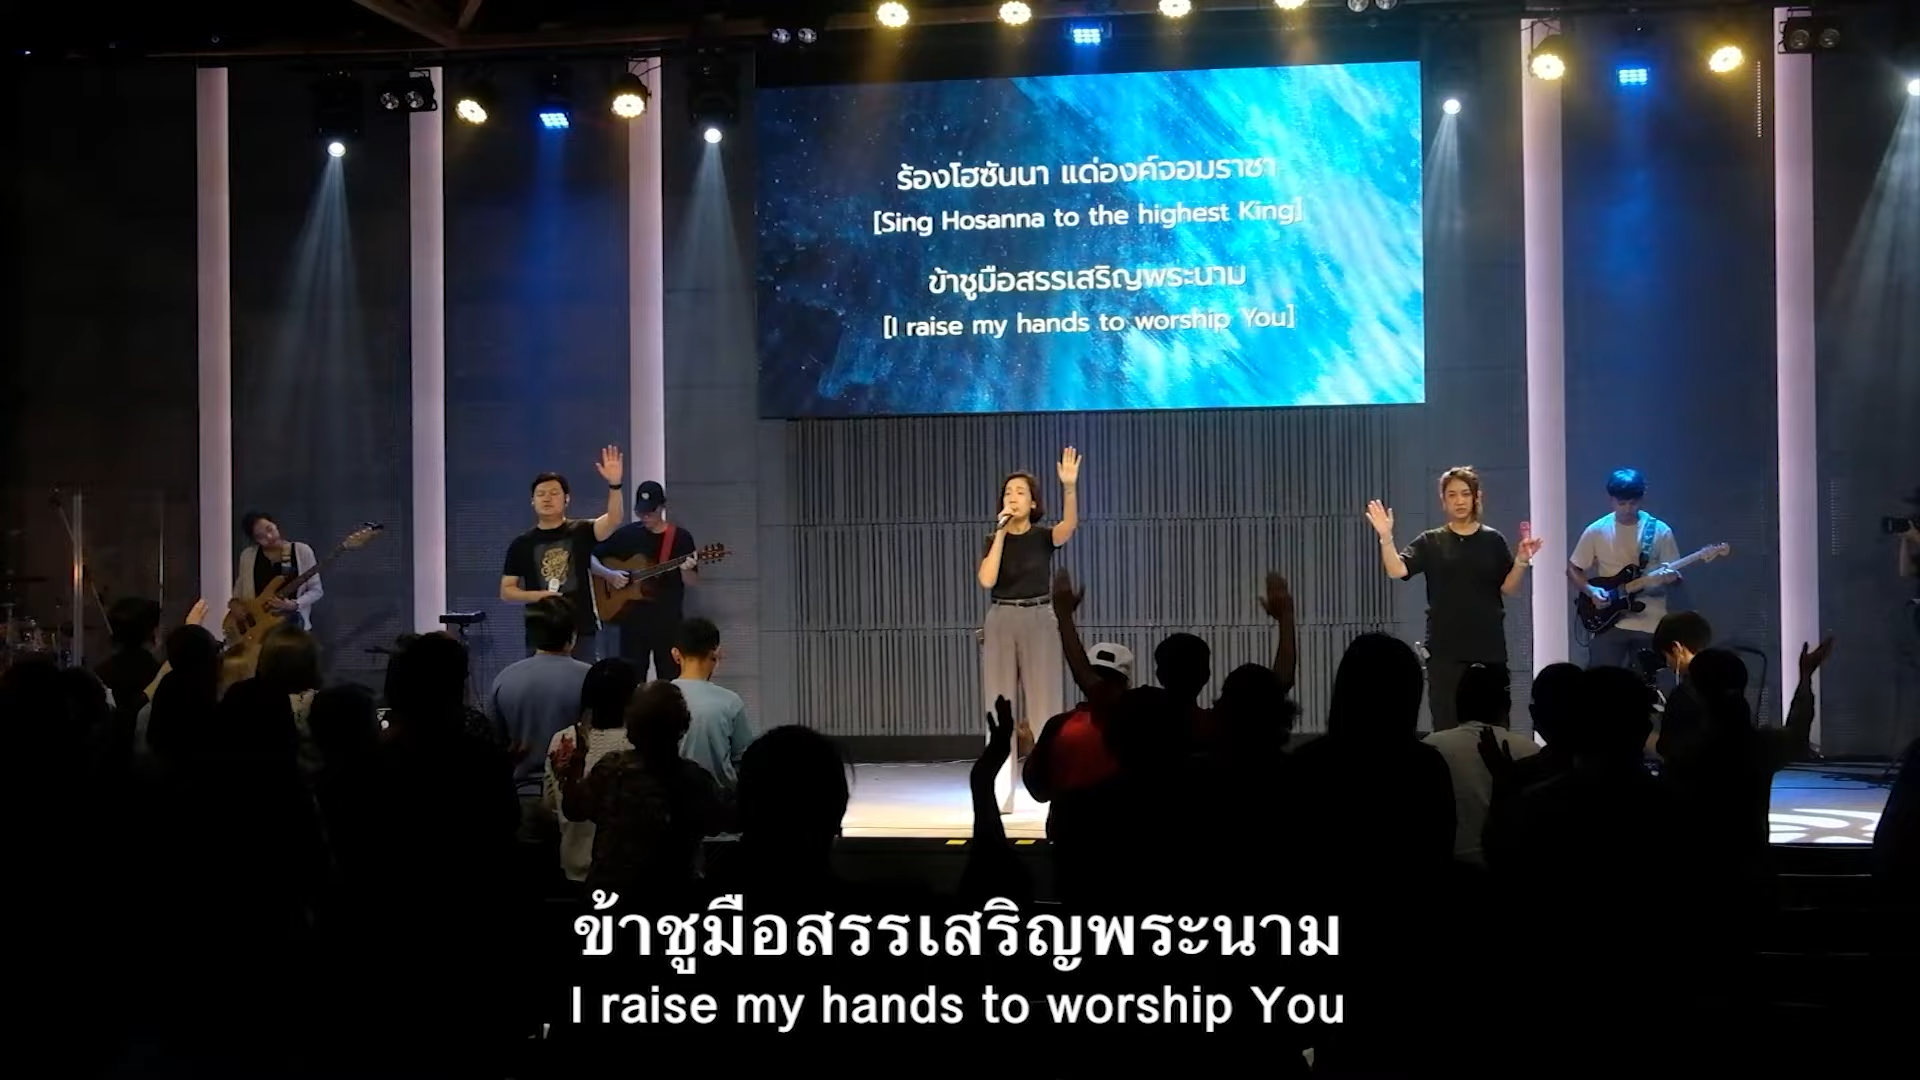 ร้องโฮซันนา แด่องค์จอมราชา
[Sing Hosanna to the highest King]
ข้าชูมือสรรเสริญพระนาม
[I raise my hands to worship You]
ข้าชูมือสรรเสริญพระนาม
I raise my hands to worship You